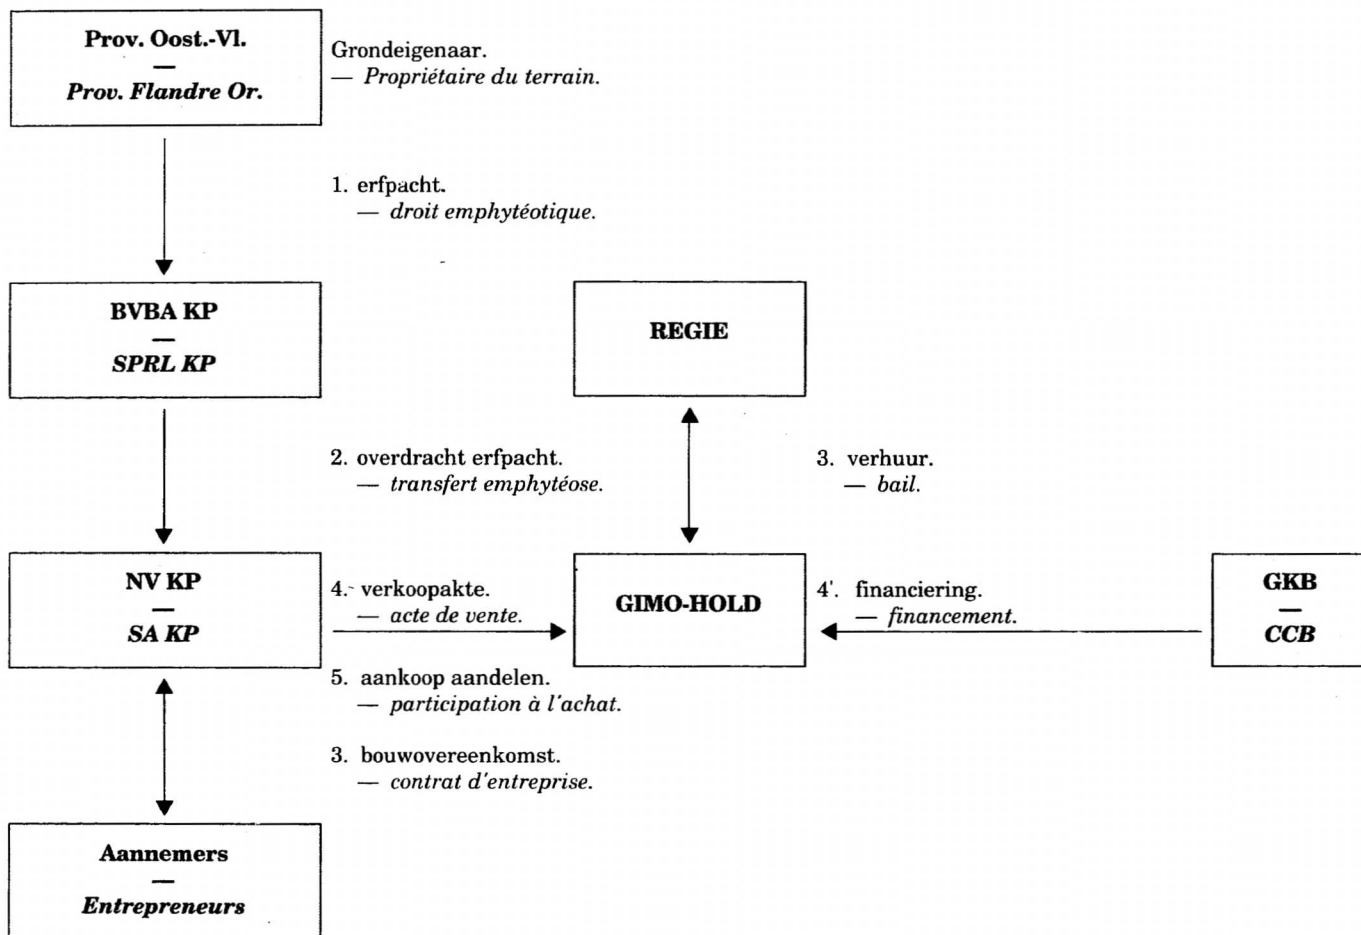 Prov. Oost.-Vl.
—
Prov. Flandre Or.
Grondeigenaar.
— Propriétaire du terrain.
1. erfpacht.
— droit emphytéotique.
BVBA KP
—
SPRL KP
REGIE
2. overdracht erfpacht.
— transfert emphytéose.
3. verhuur.
— bail.
NV KP
—
SA KP
4. verkoopakte.
— acte de vente.
GIMO-HOLD
4'. financiering.
— financement.
GKB
—
CCB
5. aankoop aandelen.
— participation à l'achat.
3. bouwovereenkomst.
— contrat d'entreprise.
Aannemers
—
Entrepreneurs